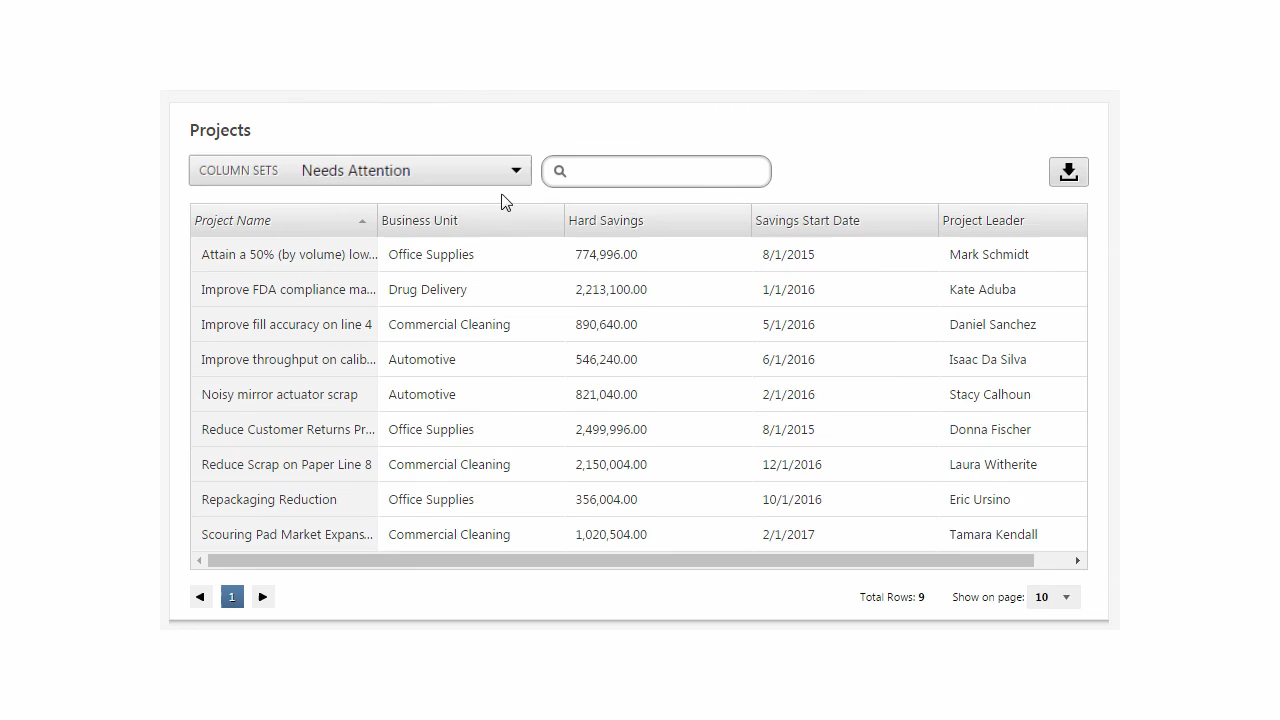 Projects
COLUMN SETS Needs Attention
Project Name Business Unit Hard Savings Savings Start Date Project Leader
Attain a 50% (by volume) low... Office Supplies 774,996.00 8/1/2015 Mark Schmidt
Improve FDA compliance ma... Drug Delivery 2,213,100.00 1/1/2016 Kate Aduba
Improve fill accuracy on line 4 Commercial Cleaning 890,640.00 5/1/2016 Daniel Sanchez
Improve throughput on calib... Automotive 546,240.00 6/1/2016 Isaac Da Silva
Noisy mirror actuator scrap Automotive 821,040.00 2/1/2016 Stacy Calhoun
Reduce Customer Returns Pr... Office Supplies 2,499,996.00 8/1/2015 Donna Fischer
Reduce Scrap on Paper Line 8 Commercial Cleaning 2,150,004.00 12/1/2016 Laura Witherite
Repackaging Reduction Office Supplies 356,004.00 10/1/2016 Eric Ursino
Scouring Pad Market Expans... Commercial Cleaning 1,020,504.00 2/1/2017 Tamara Kendall
1 Total Rows: 9 Show on page: 10